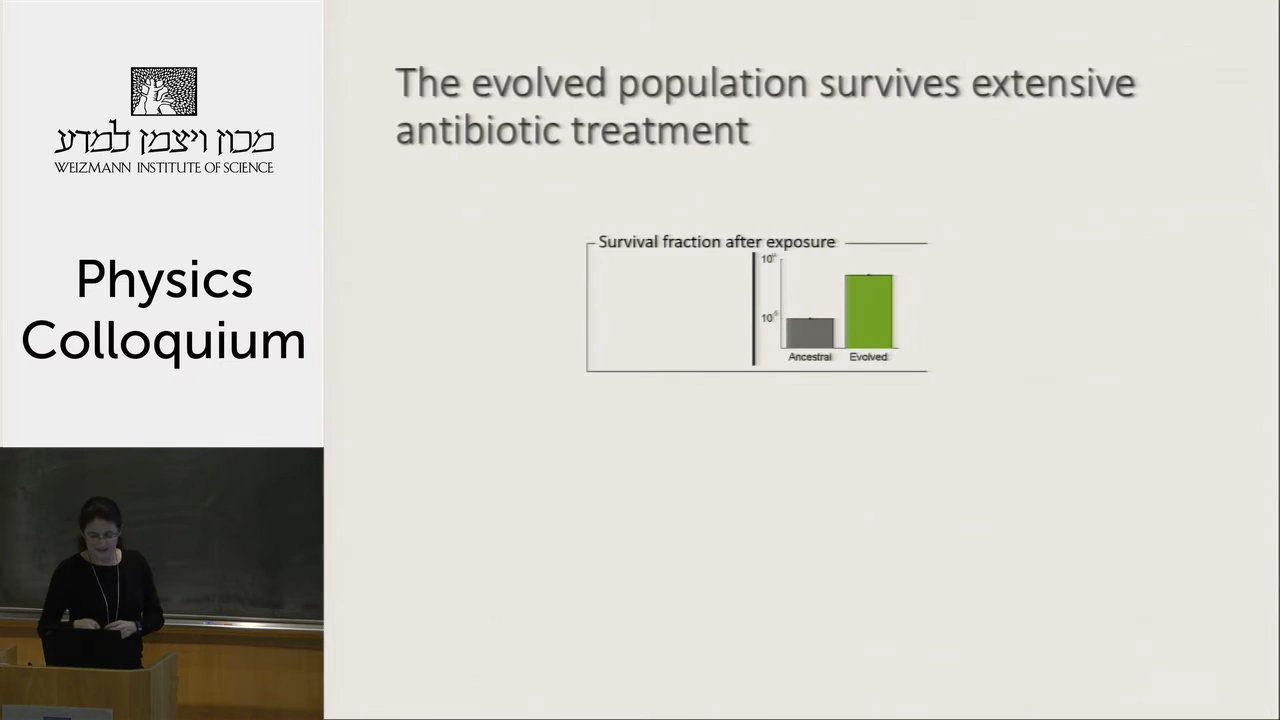 מכון ויצמן למדע
WEIZMANN INSTITUTE OF SCIENCE
Physics
Colloquium
The evolved population survives extensive
antibiotic treatment
Survival fraction after exposure
Ancestral Evolved